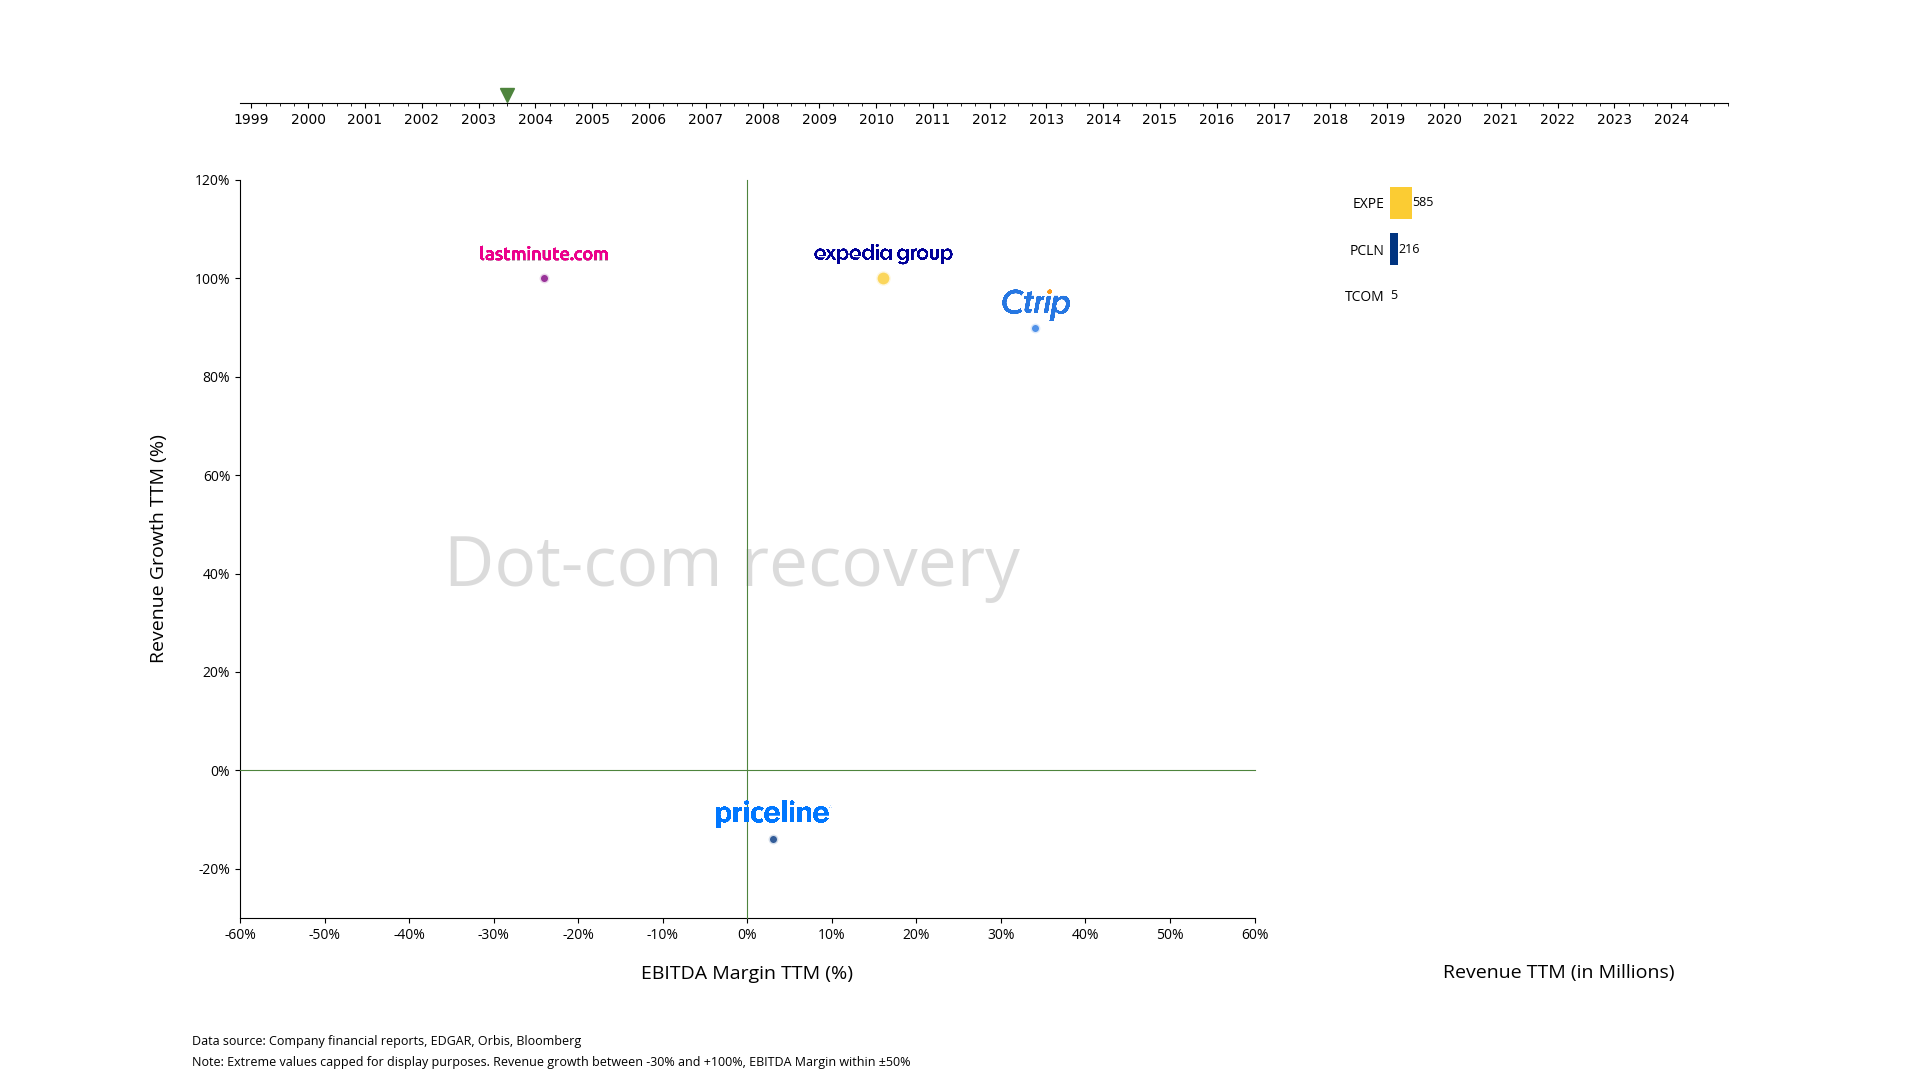 1999 2000 2001 2002 2003 2004 2005 2006 2007 2008 2009 2010 2011 2012 2013 2014 2015 2016 2017 2018 2019 2020 2021 2022 2023 2024
120%
100%
80%
60%
40%
20%
0%
-20%
Revenue Growth TTM (%)
lastminute.com
expedia group
Ctrip
Dot-com recovery
priceline
-60% -50% -40% -30% -20% -10% 0% 10% 20% 30% 40% 50% 60%
EBITDA Margin TTM (%)
EXPE 585
PCLN 216
TCOM 5
Revenue TTM (in Millions)
Data source: Company financial reports, EDGAR, Orbis, Bloomberg
Note: Extreme values capped for display purposes. Revenue growth between -30% and +100%, EBITDA Margin within ±50%